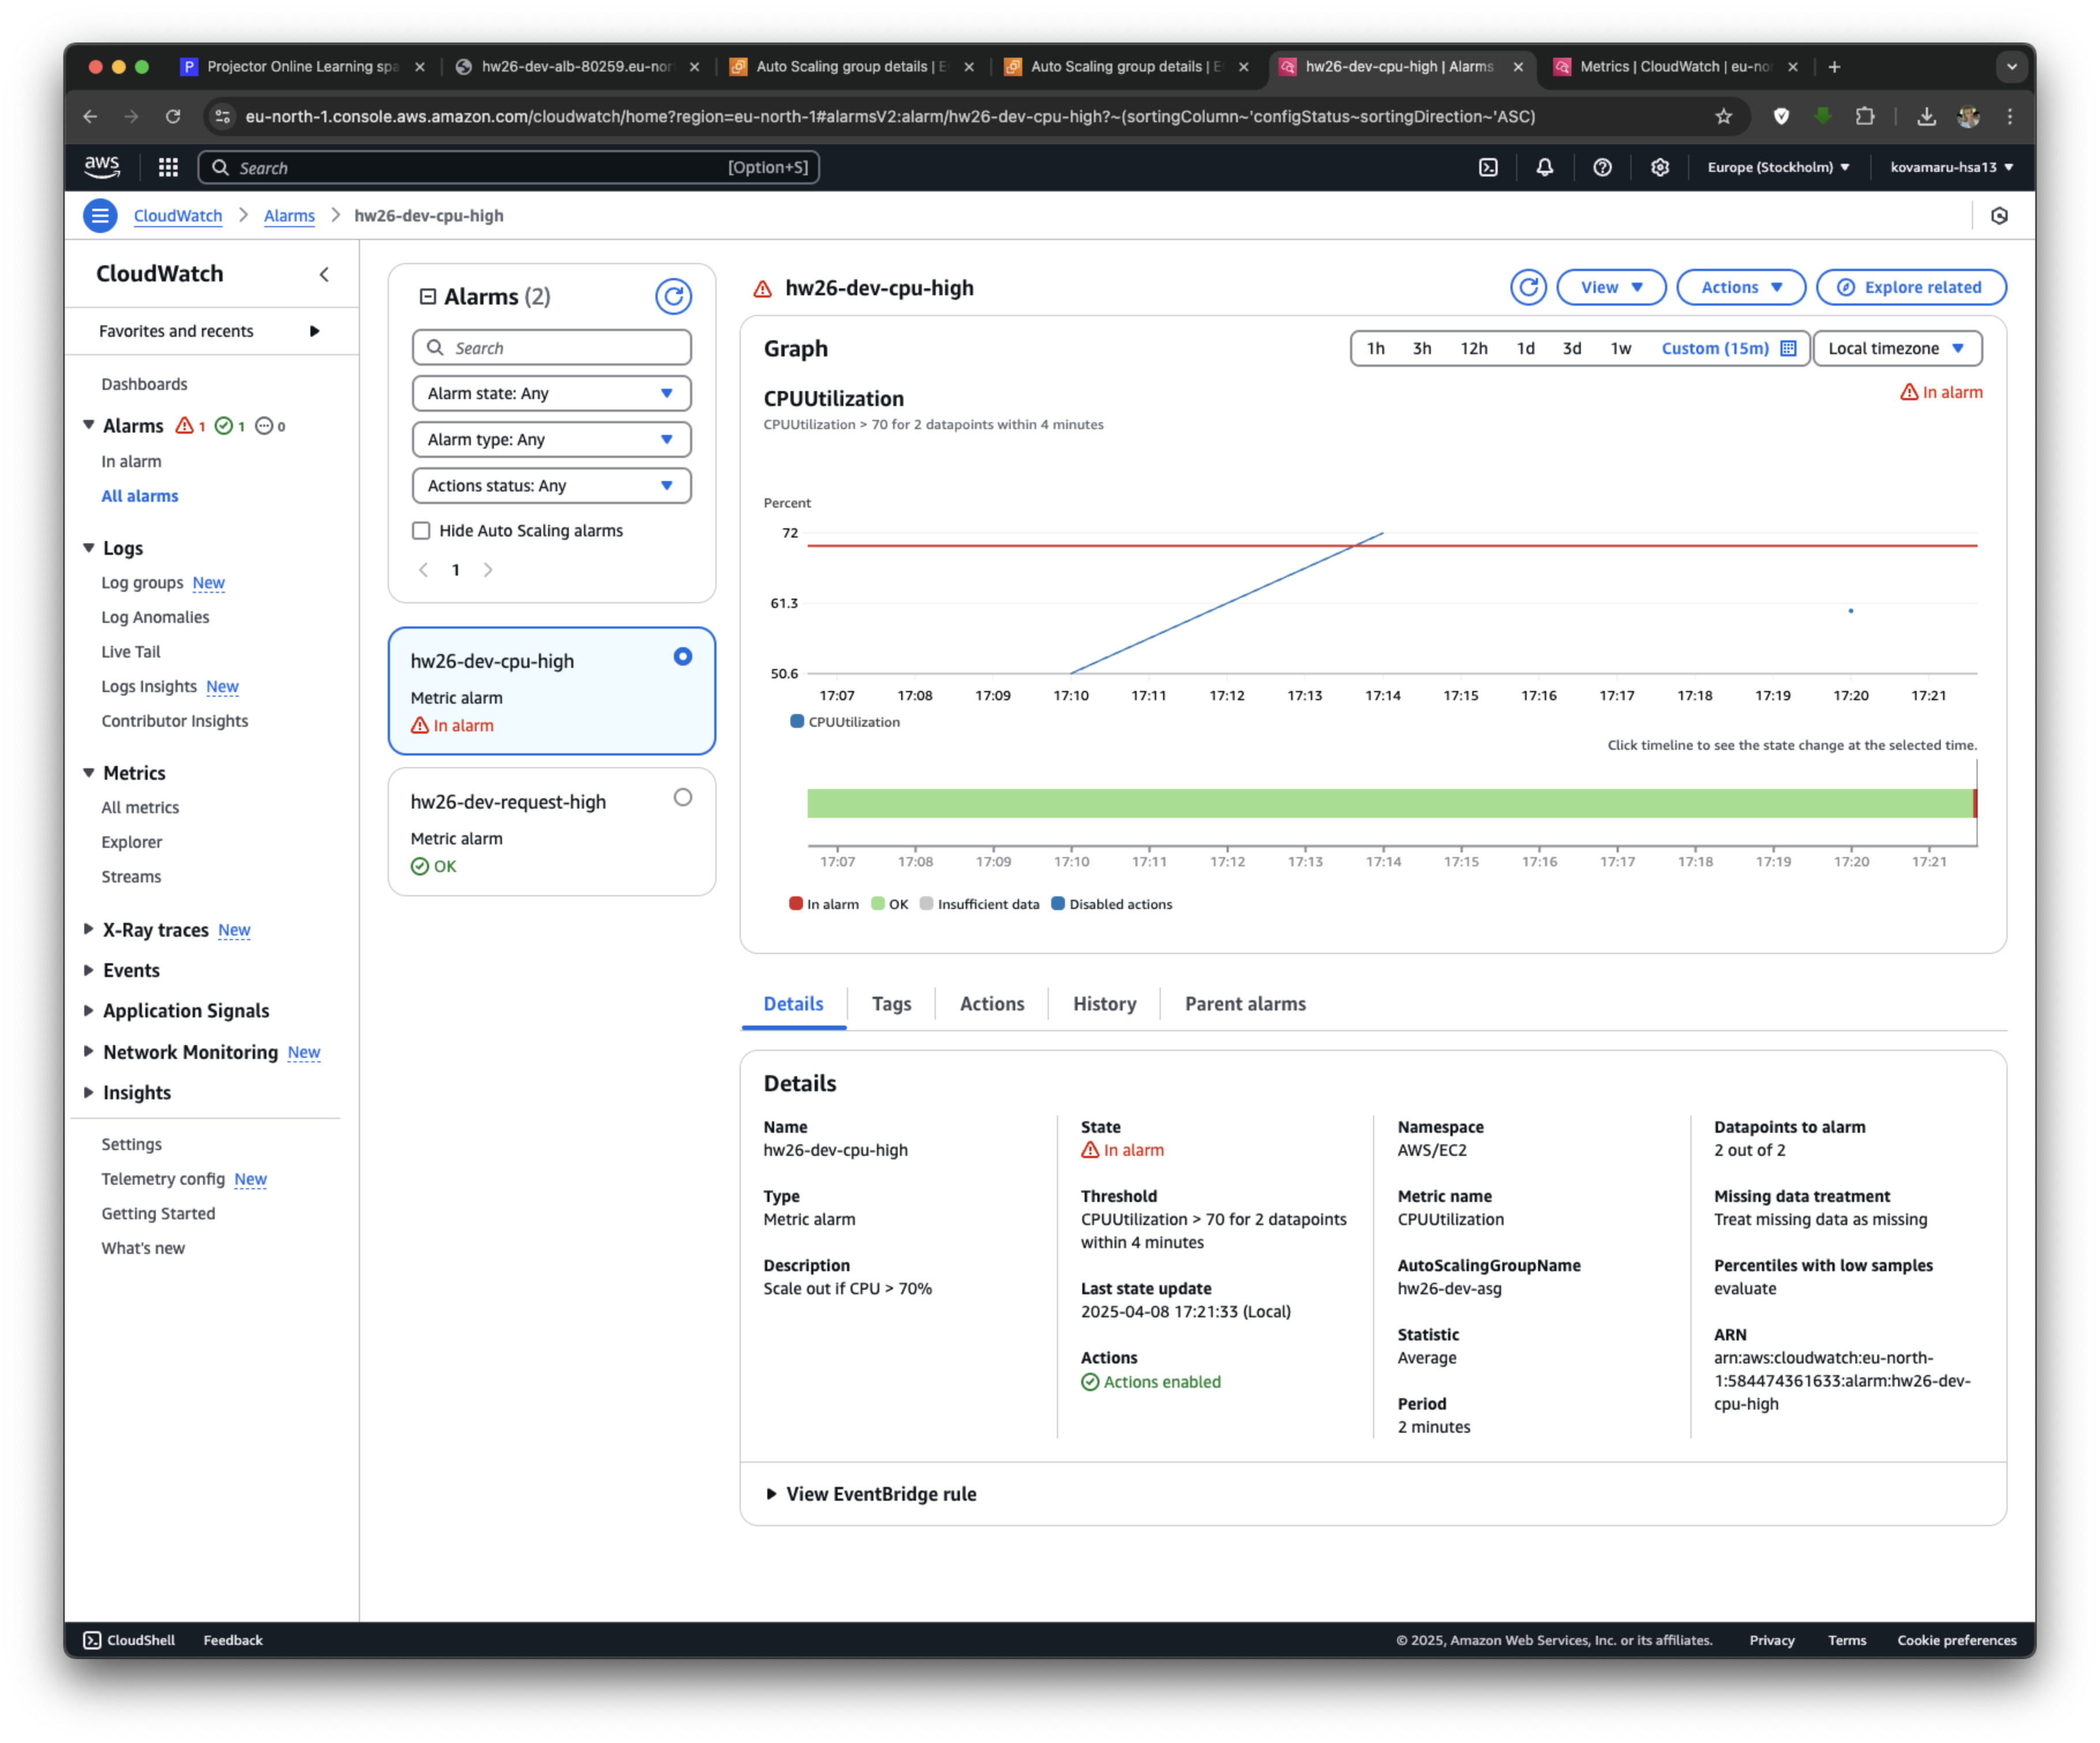 P Projector Online Learning spa
hw26-dev-alb-80259.eu-nor
Auto Scaling group details | E
Auto Scaling group details | E
hw26-dev-cpu-high | Alarms
Metrics | CloudWatch | eu-no
eu-north-1.console.aws.amazon.com/cloudwatch/home?region=eu-north-1#alarmsV2:alarm/hw26-dev-cpu-high?~(sortingColumn~'configStatus~sortingDirection~'ASC)
aws
Search
[Option+S]
Europe (Stockholm)
kovamaru-hsa13
CloudWatch > Alarms > hw26-dev-cpu-high
CloudWatch
Favorites and recents
Dashboards
Alarms 1 1 0
In alarm
All alarms
Logs
Log groups New
Log Anomalies
Live Tail
Logs Insights New
Contributor Insights
Metrics
All metrics
Explorer
Streams
X-Ray traces New
Events
Application Signals
Network Monitoring New
Insights
Settings
Telemetry config New
Getting Started
What's new
Alarms (2)
Search
Alarm state: Any
Alarm type: Any
Actions status: Any
Hide Auto Scaling alarms
1
hw26-dev-cpu-high
Metric alarm
In alarm
hw26-dev-request-high
Metric alarm
OK
hw26-dev-cpu-high
View
Actions
Explore related
Graph
1h 3h 12h 1d 3d 1w Custom (15m)
Local timezone
CPUUtilization
In alarm
CPUUtilization > 70 for 2 datapoints within 4 minutes
Percent
72
61.3
50.6
17:07 17:08 17:09 17:10 17:11 17:12 17:13 17:14 17:15 17:16 17:17 17:18 17:19 17:20 17:21
CPUUtilization
Click timeline to see the state change at the selected time.
17:07 17:08 17:09 17:10 17:11 17:12 17:13 17:14 17:15 17:16 17:17 17:18 17:19 17:20 17:21
In alarm OK Insufficient data Disabled actions
Details Tags Actions History Parent alarms
Details
Name
hw26-dev-cpu-high
Type
Metric alarm
Description
Scale out if CPU > 70%
State
In alarm
Threshold
CPUUtilization > 70 for 2 datapoints
within 4 minutes
Last state update
2025-04-08 17:21:33 (Local)
Actions
Actions enabled
Namespace
AWS/EC2
Metric name
CPUUtilization
AutoScalingGroupName
hw26-dev-asg
Statistic
Average
Period
2 minutes
Datapoints to alarm
2 out of 2
Missing data treatment
Treat missing data as missing
Percentiles with low samples
evaluate
ARN
arn:aws:cloudwatch:eu-north-
1:584474361633:alarm:hw26-dev-
cpu-high
View EventBridge rule
CloudShell
Feedback
© 2025, Amazon Web Services, Inc. or its affiliates.
Privacy
Terms
Cookie preferences